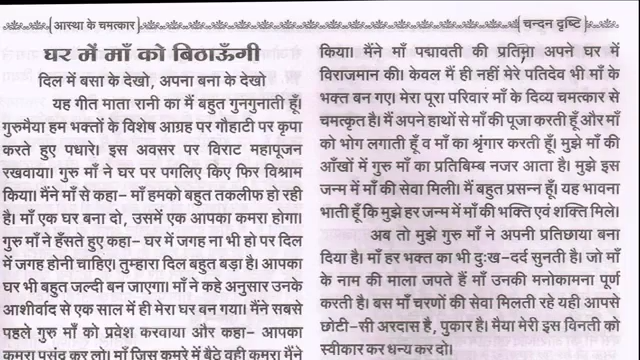 आस्था के चमत्कार
चन्दन दृष्टि
घर में माँ को बिठाऊँगी
दिल में बसा के देखो, अपना बना के देखो
यह गीत माता रानी का मैं बहुत गुनगुनाती हूँ।
गुरुमैया हम भक्तों के विशेष आग्रह पर गौहाटी पर कृपा
करते हुए पधारे। इस अवसर पर विराट महापूजन
रखवाया। गुरु माँ ने घर पर पगलिए किए फिर विश्राम
किया। मैंने माँ से कहा- माँ हमको बहुत तकलीफ हो रही
है। माँ एक घर बना दो, उसमें एक आपका कमरा होगा।
गुरु माँ ने हँसते हुए कहा- घर में जगह ना भी हो पर दिल
में जगह होनी चाहिए। तुम्हारा दिल बहुत बड़ा है। आपका
घर भी बहुत जल्दी बन जाएगा। माँ ने कहे अनुसार उनके
आशीर्वाद से एक साल में ही मेरा घर बन गया। मैंने सबसे
पहले गुरु माँ को प्रवेश करवाया और कहा- आपका
कमरा पसंद कर लो। माँ जिस कमरे में बैठे वही कमरा मैंने
किया। मैंने माँ पद्मावती की प्रतिमा अपने घर में
विराजमान की। केवल मैं ही नहीं मेरे पतिदेव भी माँ के
भक्त बन गए। मेरा पूरा परिवार माँ के दिव्य चमत्कार से
चमत्कृत है। मैं अपने हाथों से माँ की पूजा करती हूँ और माँ
को भोग लगाती हूँ व माँ का श्रृंगार करती हूँ। मुझे माँ की
आँखों में गुरु माँ का प्रतिबिम्ब नजर आता है। मुझे इस
जन्म में माँ की सेवा मिली। मैं बहुत प्रसन्न हूँ। यह भावना
भाती हूँ कि मुझे हर जन्म में माँ की भक्ति एवं शक्ति मिले।
अब तो मुझे गुरु माँ ने अपनी प्रतिछाया बना
दिया है। माँ हर भक्त का भी दुःख-दर्द सुनती है। जो माँ
के नाम की माला जपते हैं माँ उनकी मनोकामना पूर्ण
करती है। बस माँ चरणों की सेवा मिलती रहे यही आपसे
छोटी-सी अरदास है, पुकार है। मैया मेरी इस विनती को
स्वीकार कर धन्य कर दो।